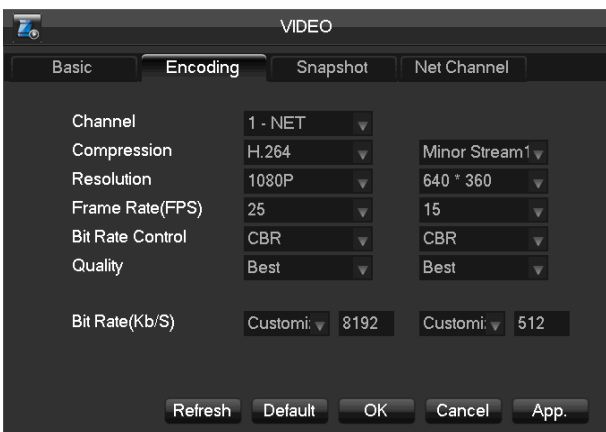 VIDEO
Basic Encoding Snapshot Net Channel
Channel 1 - NET
Compression H.264 Minor Stream1
Resolution 1080P 640 * 360
Frame Rate(FPS) 25 15
Bit Rate Control CBR CBR
Quality Best Best
Bit Rate(Kb/S) Customi: 8192 Customi: 512
Refresh Default OK Cancel App.